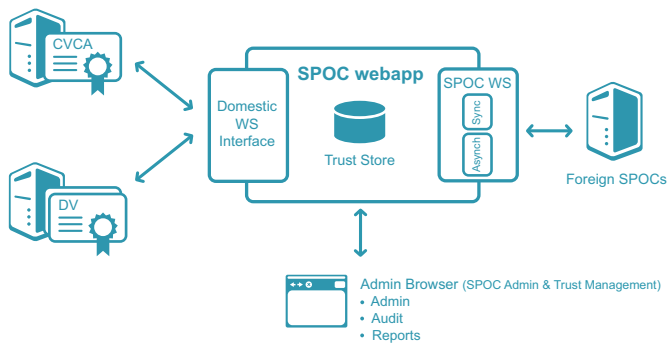 CVCA
DV
SPOC webapp
Domestic
WS
Interface
Trust Store
SPOC WS
Sync
Asynch
Foreign SPOCs
Admin Browser (SPOC Admin & Trust Management)
• Admin
• Audit
• Reports